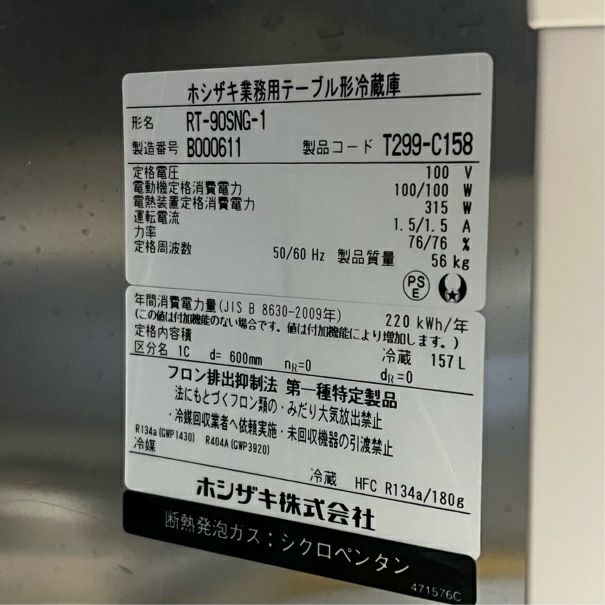 ホシザキ業務用テーブル形冷蔵庫
形名 RT-90SNG-1
製造番号 B000611 製品コード T299-C158
定格電圧 100 V
電動機定格消費電力 100/100 W
電熱装置定格消費電力 315 W
運転電流 1.5/1.5 A
力率 76/76 %
定格周波数 50/60 Hz 製品質量 56 kg
PS
E
年間消費電力量(JIS B 8630-2009年) 220 kWh/年
(この値は付加機能のない場合です。値は付加機能により増加します。)
定格内容積 冷蔵 157 L
区分名 1C d= 600mm nR=0 dR=0
フロン排出抑制法 第一種特定製品
法にもとづくフロン類の・みだり大気放出禁止
・冷媒回収業者へ依頼実施・未回収機器の引渡禁止
R134a(GWP1430) R404A(GWP3920)
冷媒 冷蔵 HFC R134a/180g
ホシザキ株式会社
断熱発泡ガス：シクロペンタン
471576C